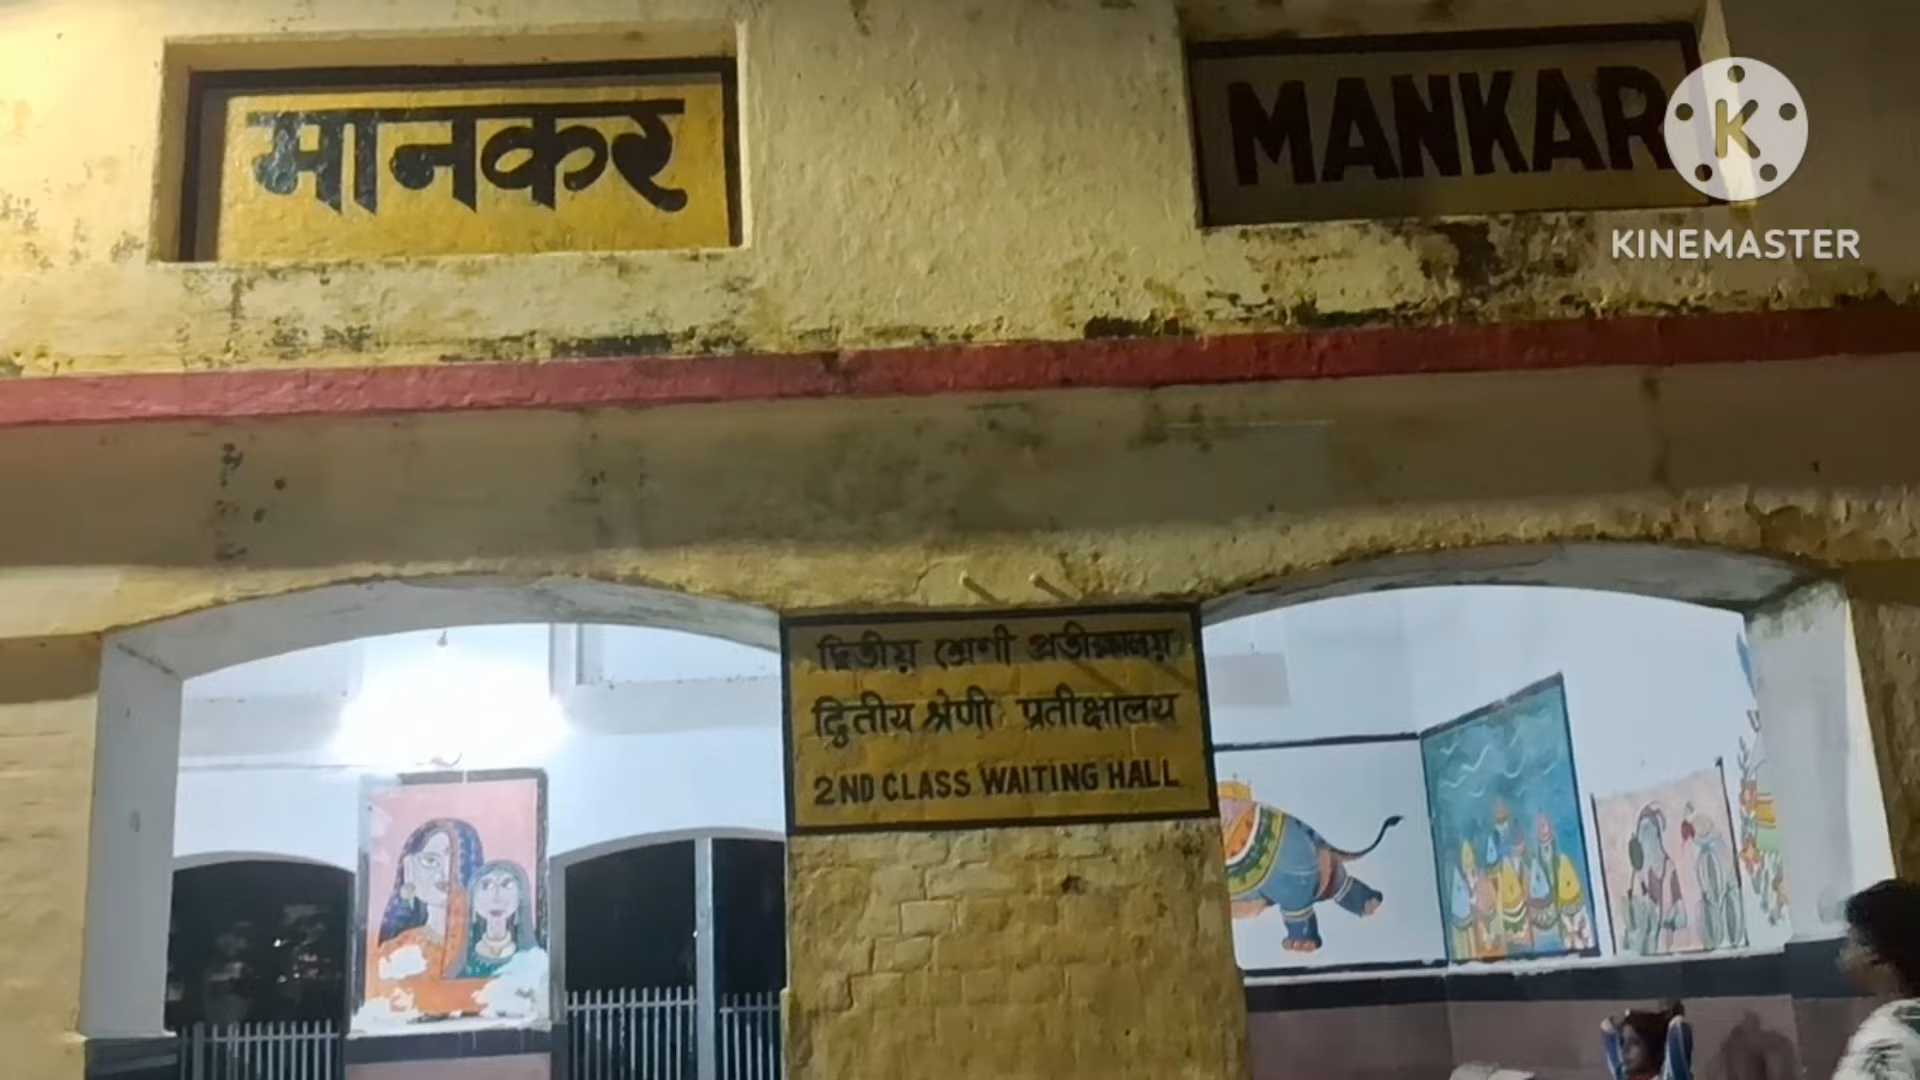 मानकर
MANKAR
KINEMASTER
দ্বিতীয় শ্রেণী প্রতীক্ষালয়
द्वितीय श्रेणी प्रतीक्षालय
2ND CLASS WAITING HALL